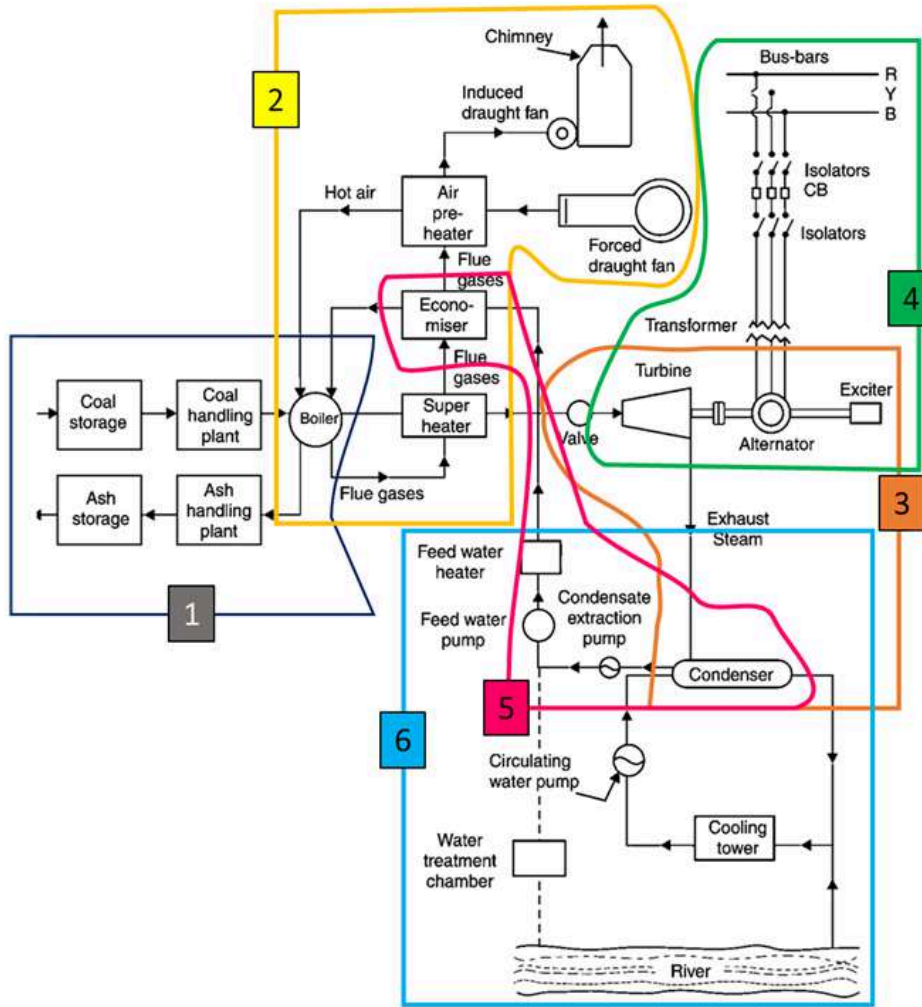 Chimney
Bus-bars
R
Y
B
2
Induced
draught fan
Isolators
CB
Isolators
Hot air
Air
pre-
heater
Forced
draught fan
Flue
gases
4
Econo-
miser
Transformer
Flue
gases
Turbine
Exciter
Coal
storage
Coal
handling
plant
Boiler
Super
heater
Valve
Alternator
Flue gases
Ash
storage
Ash
handling
plant
3
Exhaust
Steam
Feed water
heater
1
Feed water
pump
Condensate
extraction
pump
Condenser
5
6
Circulating
water pump
Cooling
tower
Water
treatment
chamber
River